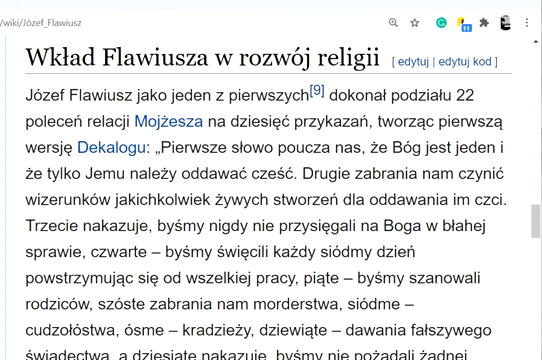 /wiki/Józef_Flawiusz
11
Wkład Flawiusza w rozwój religii [ edytuj | edytuj kod ]
Józef Flawiusz jako jeden z pierwszych[9] dokonał podziału 22
poleceń relacji Mojżesza na dziesięć przykazań, tworząc pierwszą
wersję Dekalogu: „Pierwsze słowo poucza nas, że Bóg jest jeden i
że tylko Jemu należy oddawać cześć. Drugie zabrania nam czynić
wizerunków jakichkolwiek żywych stworzeń dla oddawania im czci.
Trzecie nakazuje, byśmy nigdy nie przysięgali na Boga w błahej
sprawie, czwarte – byśmy święcili każdy siódmy dzień
powstrzymując się od wszelkiej pracy, piąte – byśmy szanowali
rodziców, szóste zabrania nam morderstwa, siódme –
cudzołóstwa, ósme – kradzieży, dziewiąte – dawania fałszywego
świadectwa, a dziesiąte nakazuje, byśmy nie pożądali żadnej